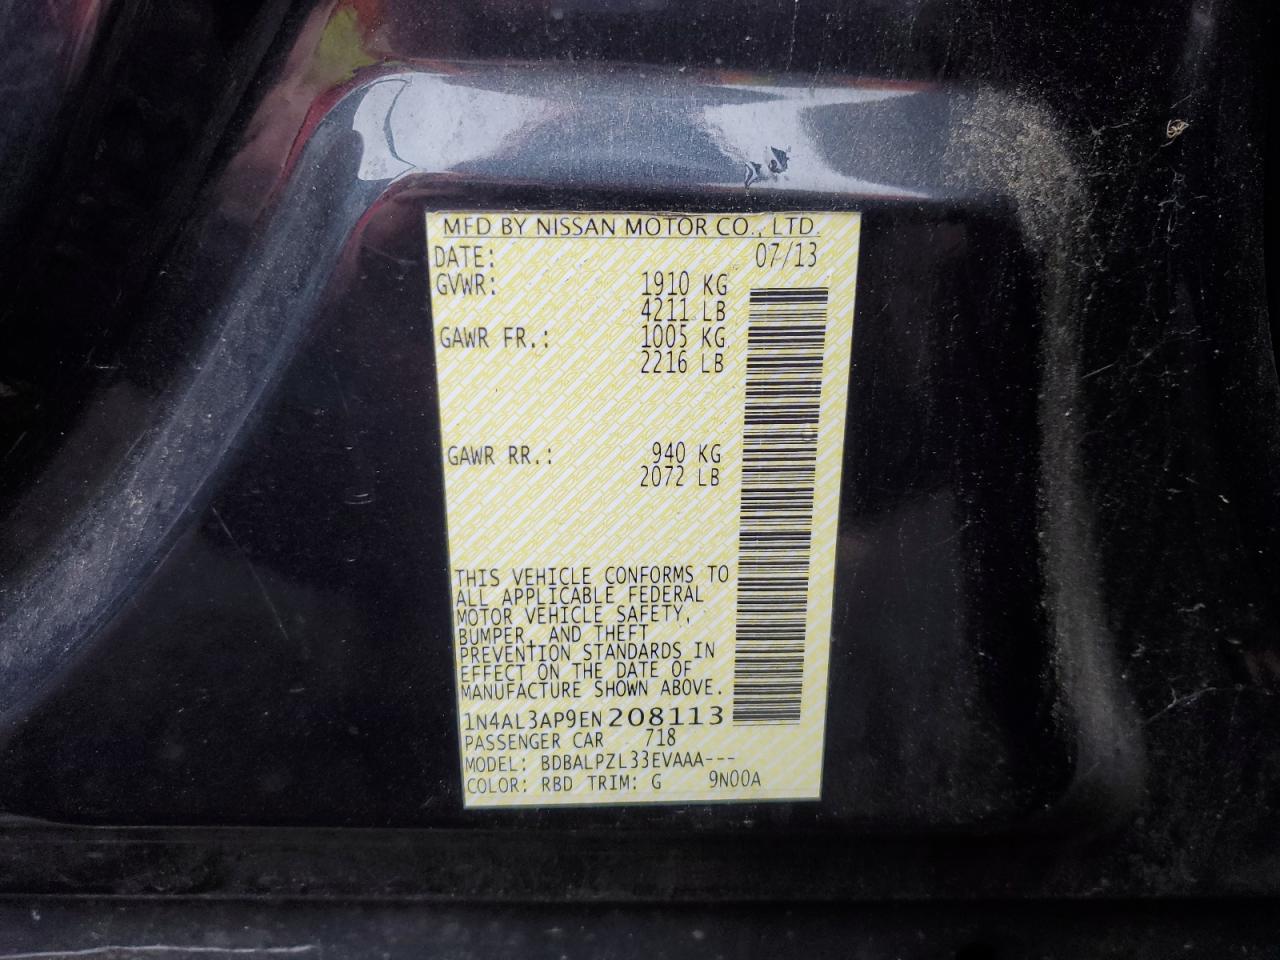 MFD BY NISSAN MOTOR CO., LTD.
DATE: 07/13
GVWR: 1910 KG
4211 LB
GAWR FR.: 1005 KG
2216 LB
GAWR RR.: 940 KG
2072 LB
THIS VEHICLE CONFORMS TO
ALL APPLICABLE FEDERAL
MOTOR VEHICLE SAFETY,
BUMPER, AND THEFT
PREVENTION STANDARDS IN
EFFECT ON THE DATE OF
MANUFACTURE SHOWN ABOVE.
1N4AL3AP9EN208113
PASSENGER CAR 718
MODEL: BDBALPZL33EVAAA---
COLOR: RBD TRIM: G 9N00A